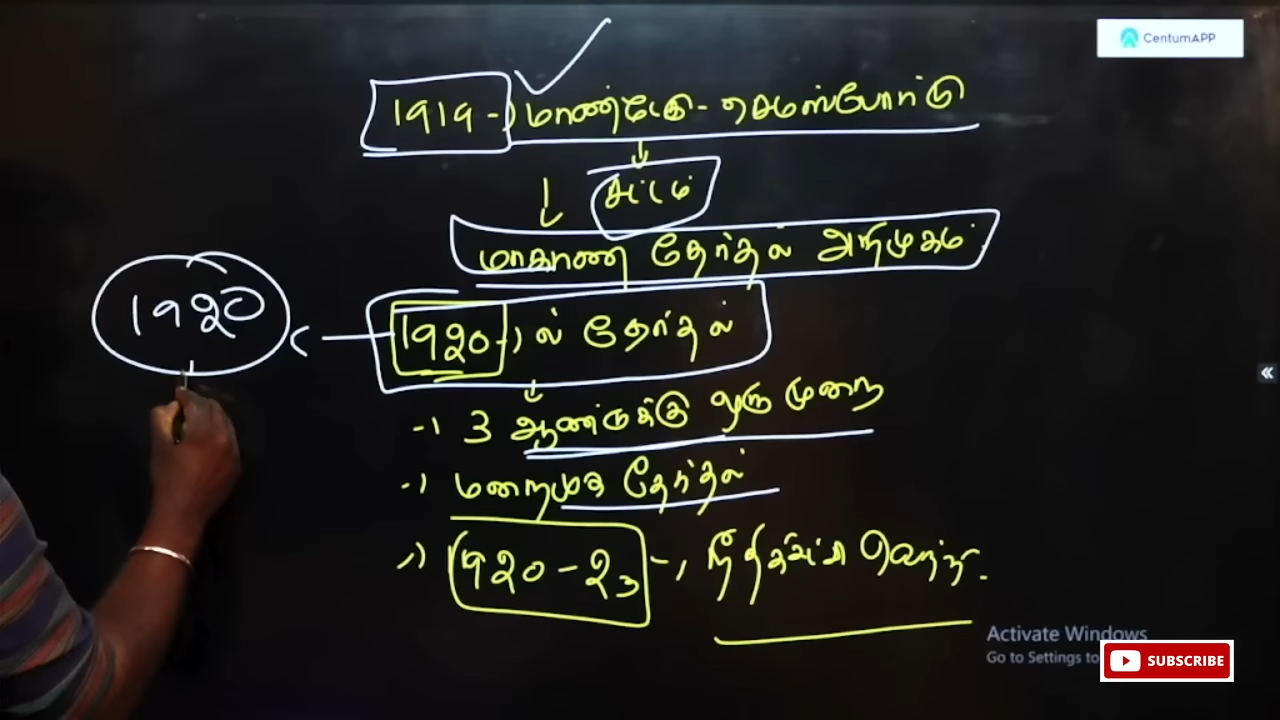 CentumAPP
1919 -) மாண்டேகு - செமஸ்போர்டு
சட்டம்
மாகாண தேர்தல் அறிமுகம்
1920
1920 -) ல் தேர்தல்
-) 3 ஆண்டுக்கு ஒரு முறை
-) மறைமுக தேர்தல்
-) 1920 - 23 -) நீதிகட்சி வெற்றி.
Activate Windows
Go to Settings to
SUBSCRIBE